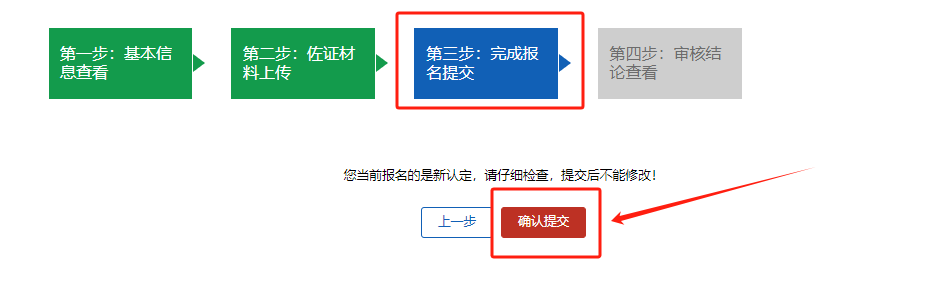 第一步：基本信
息查看
第二步：佐证材
料上传
第三步：完成报
名提交
第四步：审核结
论查看
您当前报名的是新认定，请仔细检查，提交后不能修改！
上一步
确认提交